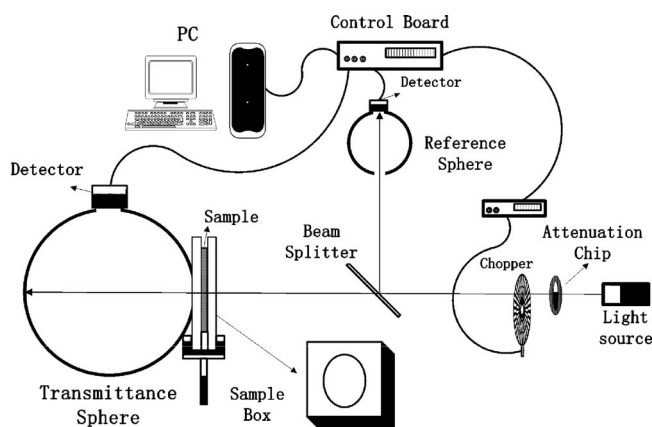 Control Board
PC
Detector
Reference
Sphere
Detector
Sample
Beam
Splitter
Attenuation
Chip
Chopper
Light
source
Transmittance
Sphere
Sample
Box